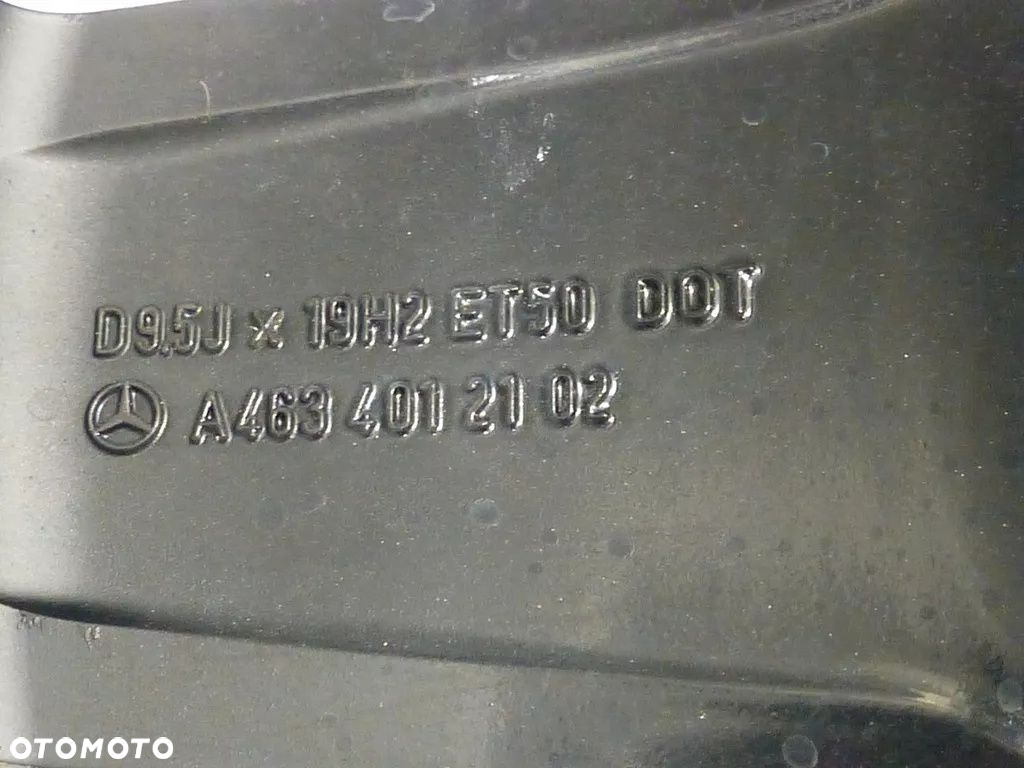 D9.5J x 19H2 ET50 DOT
A463 401 21 02
OTOMOTO